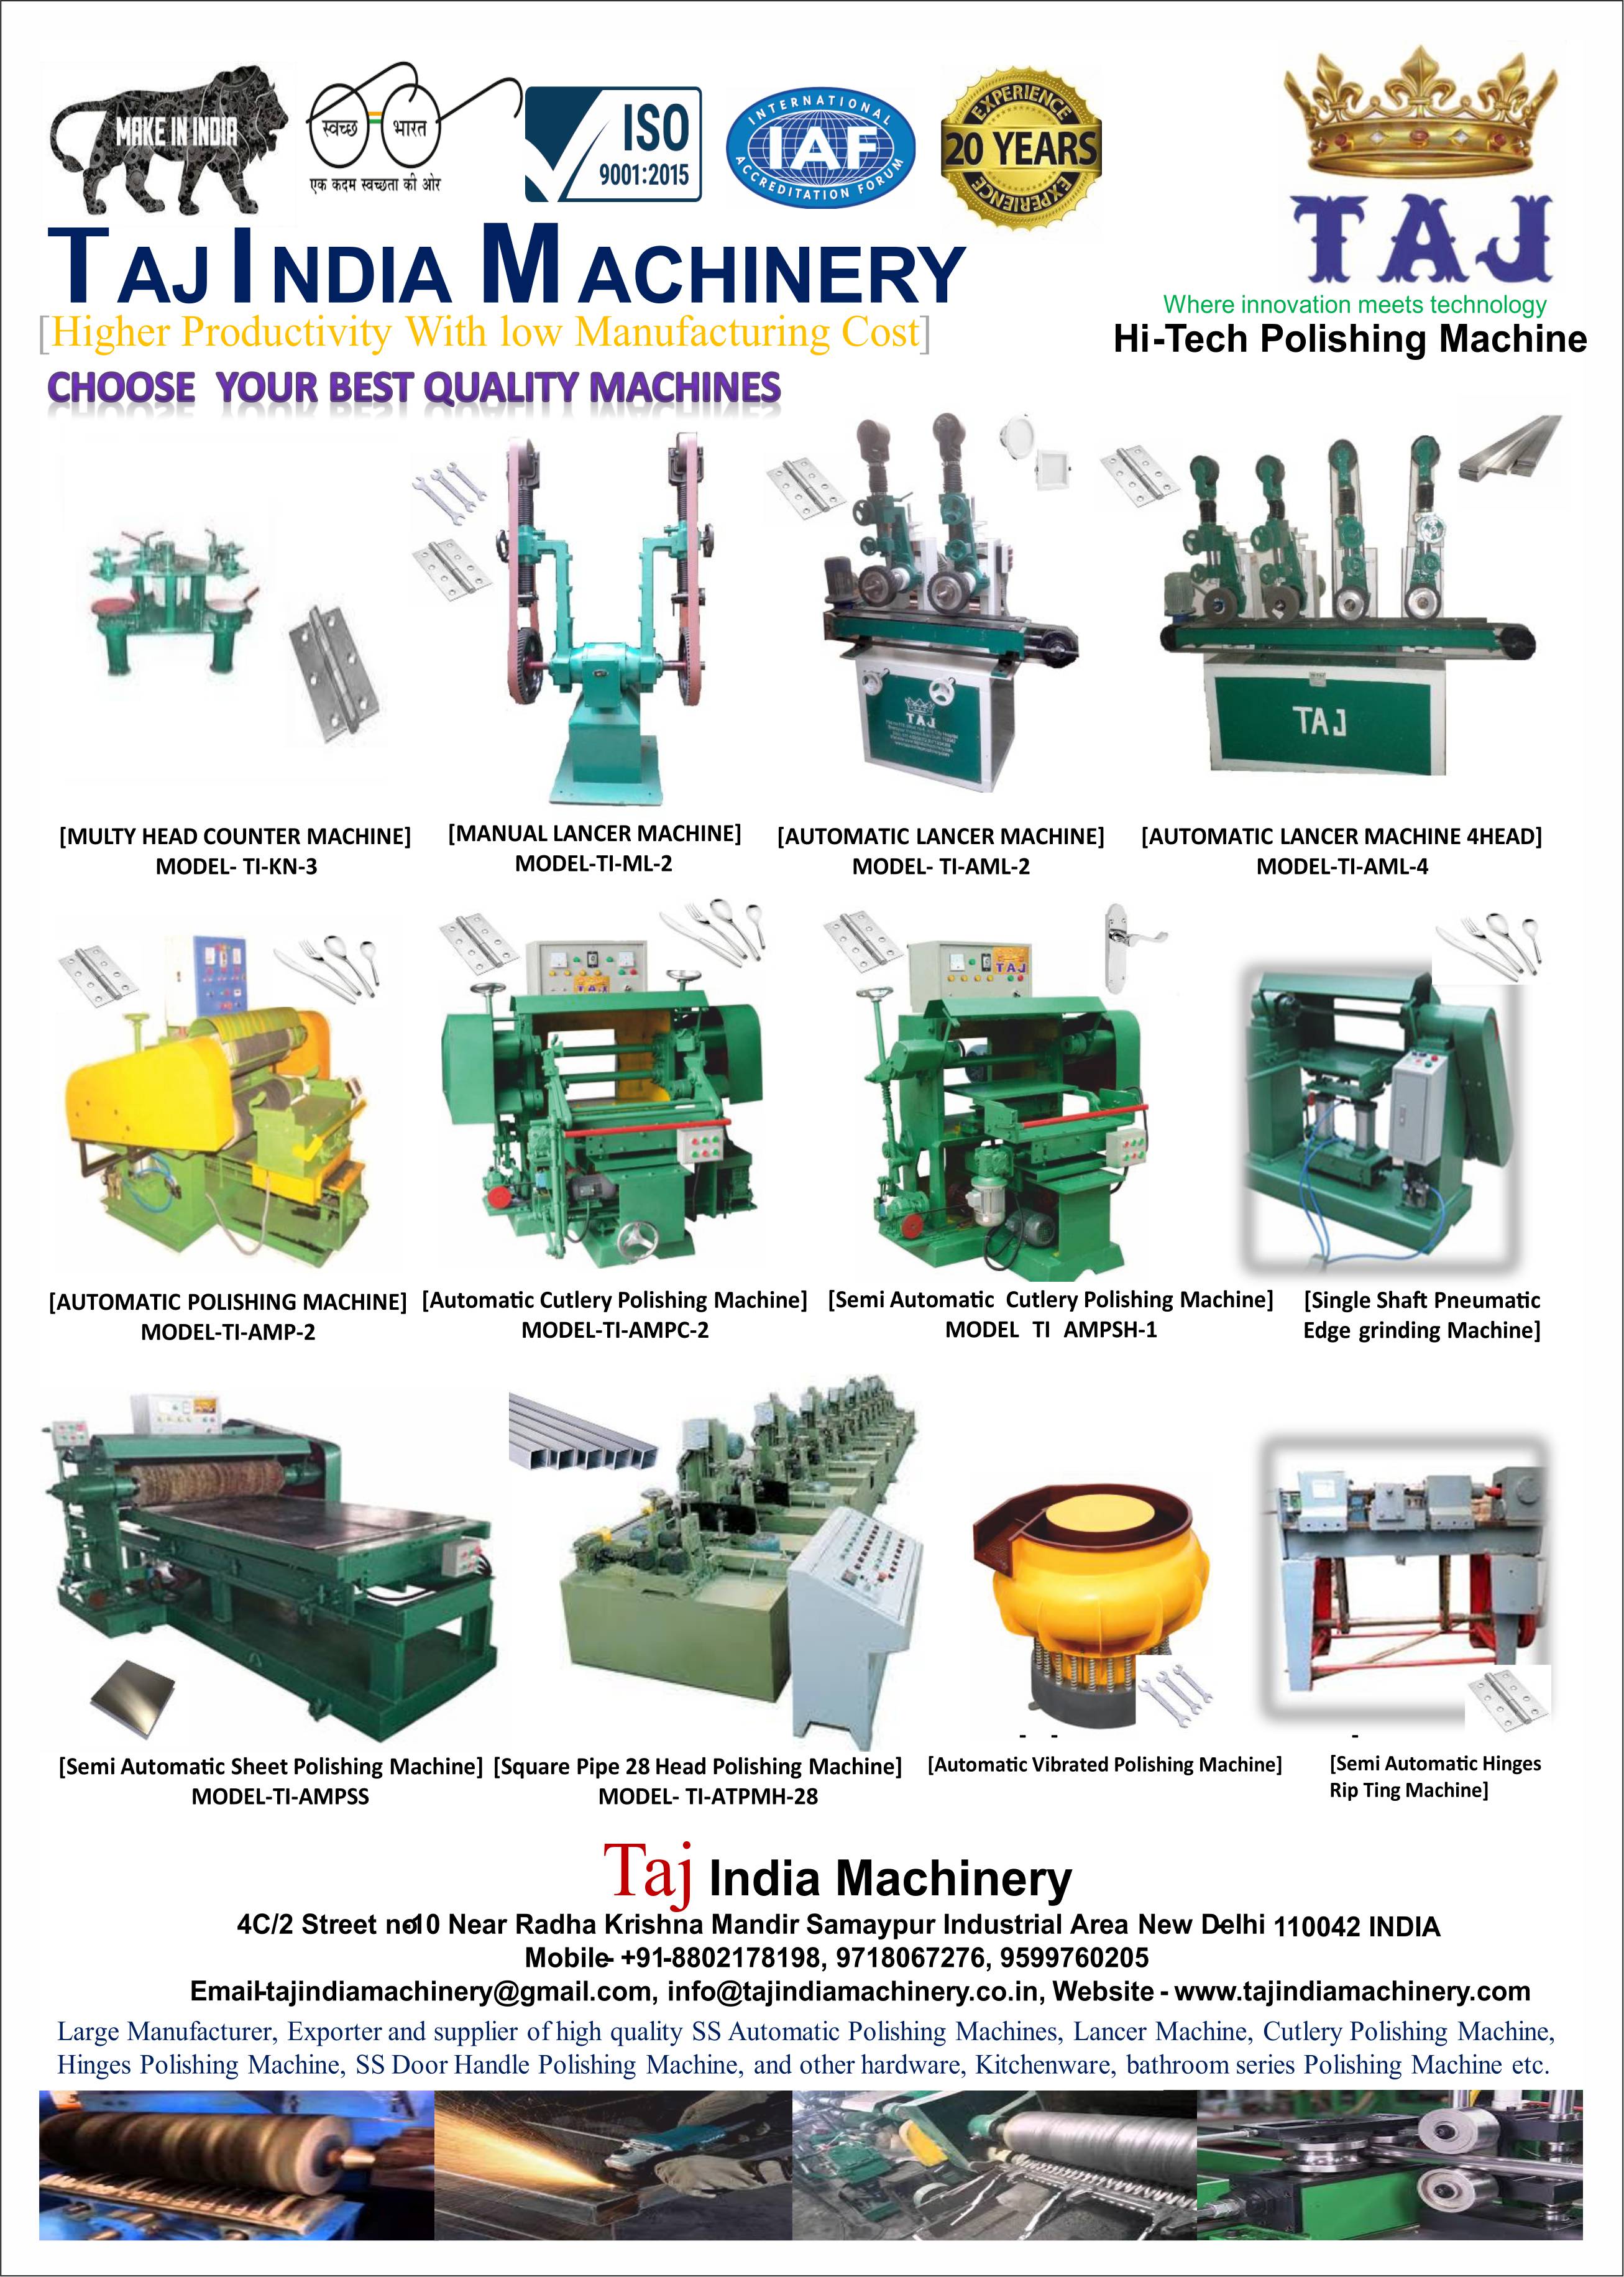 MAKE IN INDIA
स्वच्छ भारत
एक कदम स्वच्छता की ओर
ISO
9001:2015
INTERNATIONAL
IAF
ACCREDITATION FORUM
EXPERIENCE
20 YEARS
EXPERIENCE
TAJ
Where innovation meets technology
Hi-Tech Polishing Machine
TAJ INDIA MACHINERY
[Higher Productivity With low Manufacturing Cost]
CHOOSE YOUR BEST QUALITY MACHINES
TAJ
TAJ
[MULTY HEAD COUNTER MACHINE]
MODEL- TI-KN-3
[MANUAL LANCER MACHINE]
MODEL-TI-ML-2
[AUTOMATIC LANCER MACHINE]
MODEL- TI-AML-2
[AUTOMATIC LANCER MACHINE 4HEAD]
MODEL-TI-AML-4
TAJ
TAJ
[AUTOMATIC POLISHING MACHINE]
MODEL-TI-AMP-2
[Automatic Cutlery Polishing Machine]
MODEL-TI-AMPC-2
[Semi Automatic Cutlery Polishing Machine]
MODEL TI AMPSH-1
[Single Shaft Pneumatic
Edge grinding Machine]
[Semi Automatic Sheet Polishing Machine]
MODEL-TI-AMPSS
[Square Pipe 28 Head Polishing Machine]
MODEL- TI-ATPMH-28
[Automatic Vibrated Polishing Machine]
[Semi Automatic Hinges
Rip Ting Machine]
Taj India Machinery
4C/2 Street no-10 Near Radha Krishna Mandir Samaypur Industrial Area New Delhi 110042 INDIA
Mobile- +91-8802178198, 9718067276, 9599760205
Email-tajindiamachinery@gmail.com, info@tajindiamachinery.co.in, Website - www.tajindiamachinery.com
Large Manufacturer, Exporter and supplier of high quality SS Automatic Polishing Machines, Lancer Machine, Cutlery Polishing Machine,
Hinges Polishing Machine, SS Door Handle Polishing Machine, and other hardware, Kitchenware, bathroom series Polishing Machine etc.